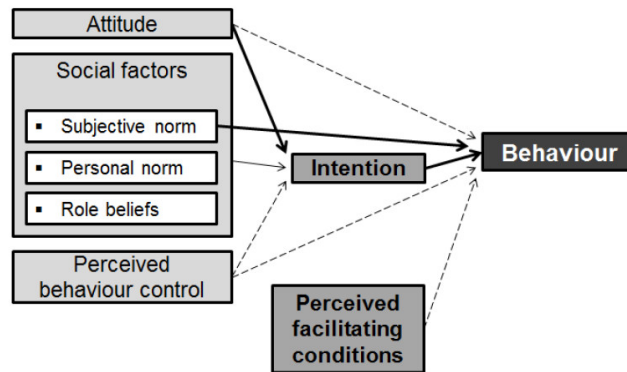 Attitude
Social factors
▪ Subjective norm
▪ Personal norm
▪ Role beliefs
Perceived
behaviour control
Intention
Behaviour
Perceived
facilitating
conditions